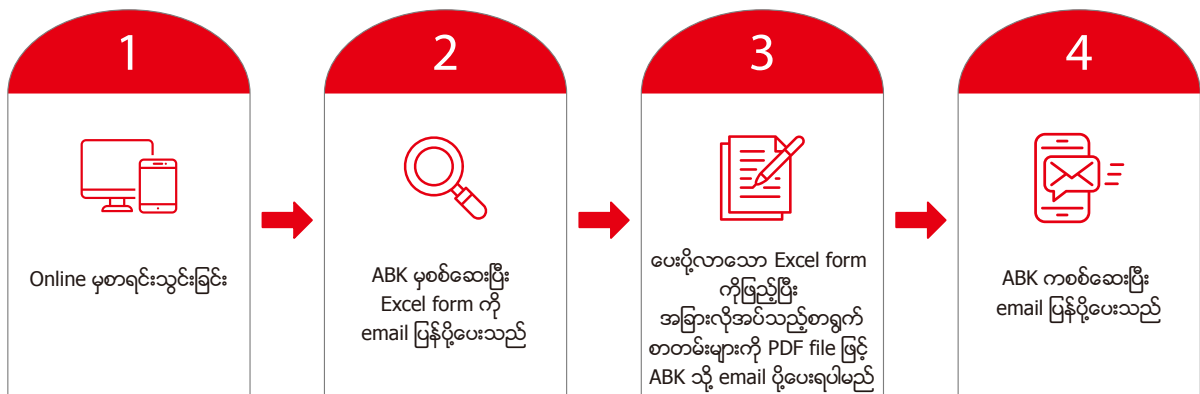 1
Online မှစာရင်းသွင်းခြင်း
2
ABK မှစစ်ဆေးပြီး
Excel form ကို
email ပြန်ပို့ပေးသည်
3
ပေးပို့လာသော Excel form
ကိုဖြည့်ပြီး
အခြားလိုအပ်သည့်စာရွက်
စာတမ်းများကို PDF file ဖြင့်
ABK သို့ email ပို့ပေးရပါမည်
4
ABK ကစစ်ဆေးပြီး
email ပြန်ပို့ပေးသည်